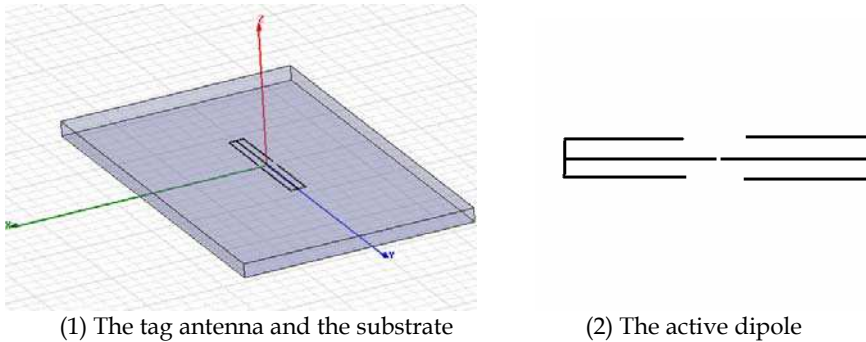 Z
X
Y
(1) The tag antenna and the substrate
(2) The active dipole